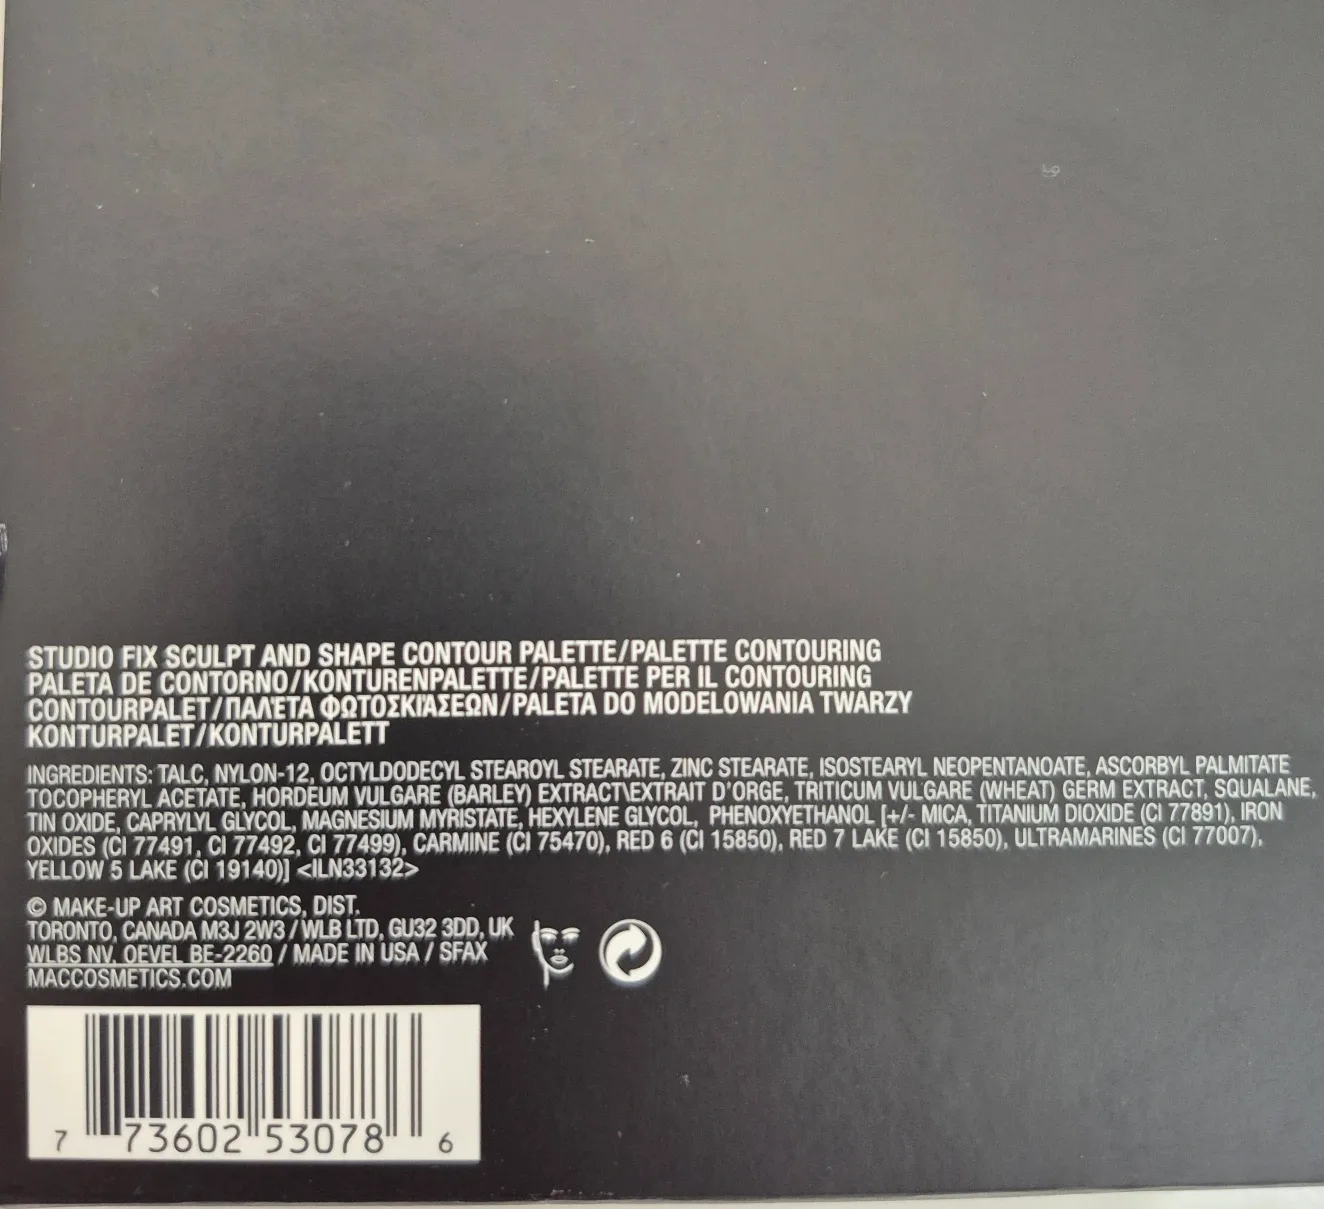 STUDIO FIX SCULPT AND SHAPE CONTOUR PALETTE/PALETTE CONTOURING
PALETA DE CONTORNO/KONTURENPALETTE/PALETTE PER IL CONTOURING
CONTOURPALET/ΠΑΛΈΤΑ ΦΩΤΟΣΚΙΆΣΕΩΝ/PALETA DO MODELOWANIA TWARZY
KONTURPALET/KONTURPALETT
INGREDIENTS: TALC, NYLON-12, OCTYLDODECYL STEAROYL STEARATE, ZINC STEARATE, ISOSTEARYL NEOPENTANOATE, ASCORBYL PALMITATE
TOCOPHERYL ACETATE, HORDEUM VULGARE (BARLEY) EXTRACT\EXTRAIT D'ORGE, TRITICUM VULGARE (WHEAT) GERM EXTRACT, SQUALANE,
TIN OXIDE, CAPRYLYL GLYCOL, MAGNESIUM MYRISTATE, HEXYLENE GLYCOL, PHENOXYETHANOL [+/- MICA, TITANIUM DIOXIDE (CI 77891), IRON
OXIDES (CI 77491, CI 77492, CI 77499), CARMINE (CI 75470), RED 6 (CI 15850), RED 7 LAKE (CI 15850), ULTRAMARINES (CI 77007),
YELLOW 5 LAKE (CI 19140)] <ILN33132>
© MAKE-UP ART COSMETICS, DIST.
TORONTO, CANADA M3J 2W3 / WLB LTD, GU32 3DD, UK
WLBS NV, OEVEL BE-2260 / MADE IN USA / SFAX
MACCOSMETICS.COM
7 73602 53078 6